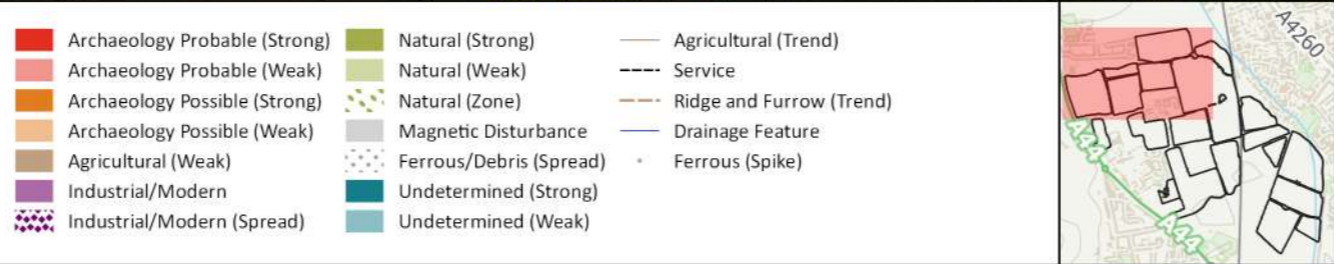 Archaeology Probable (Strong)
Archaeology Probable (Weak)
Archaeology Possible (Strong)
Archaeology Possible (Weak)
Agricultural (Weak)
Industrial/Modern
Industrial/Modern (Spread)
Natural (Strong)
Natural (Weak)
Natural (Zone)
Magnetic Disturbance
Ferrous/Debris (Spread)
Undetermined (Strong)
Undetermined (Weak)
Agricultural (Trend)
Service
Ridge and Furrow (Trend)
Drainage Feature
Ferrous (Spike)
A4260
A44
A44